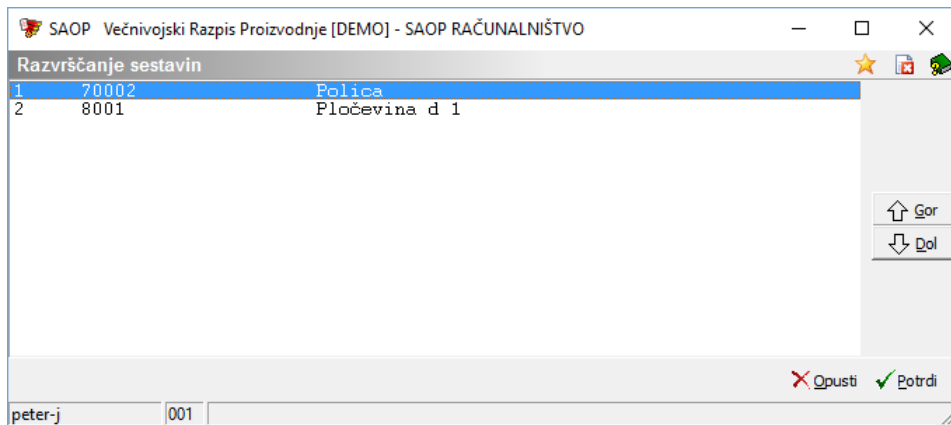 SAOP Večnivojski Razpis Proizvodnje [DEMO] - SAOP RAČUNALNIŠTVO
Razvrščanje sestavin
1 70002 Polica
2 8001 Pločevina d 1
Gor
Dol
Opusti Potrdi
peter-j 001